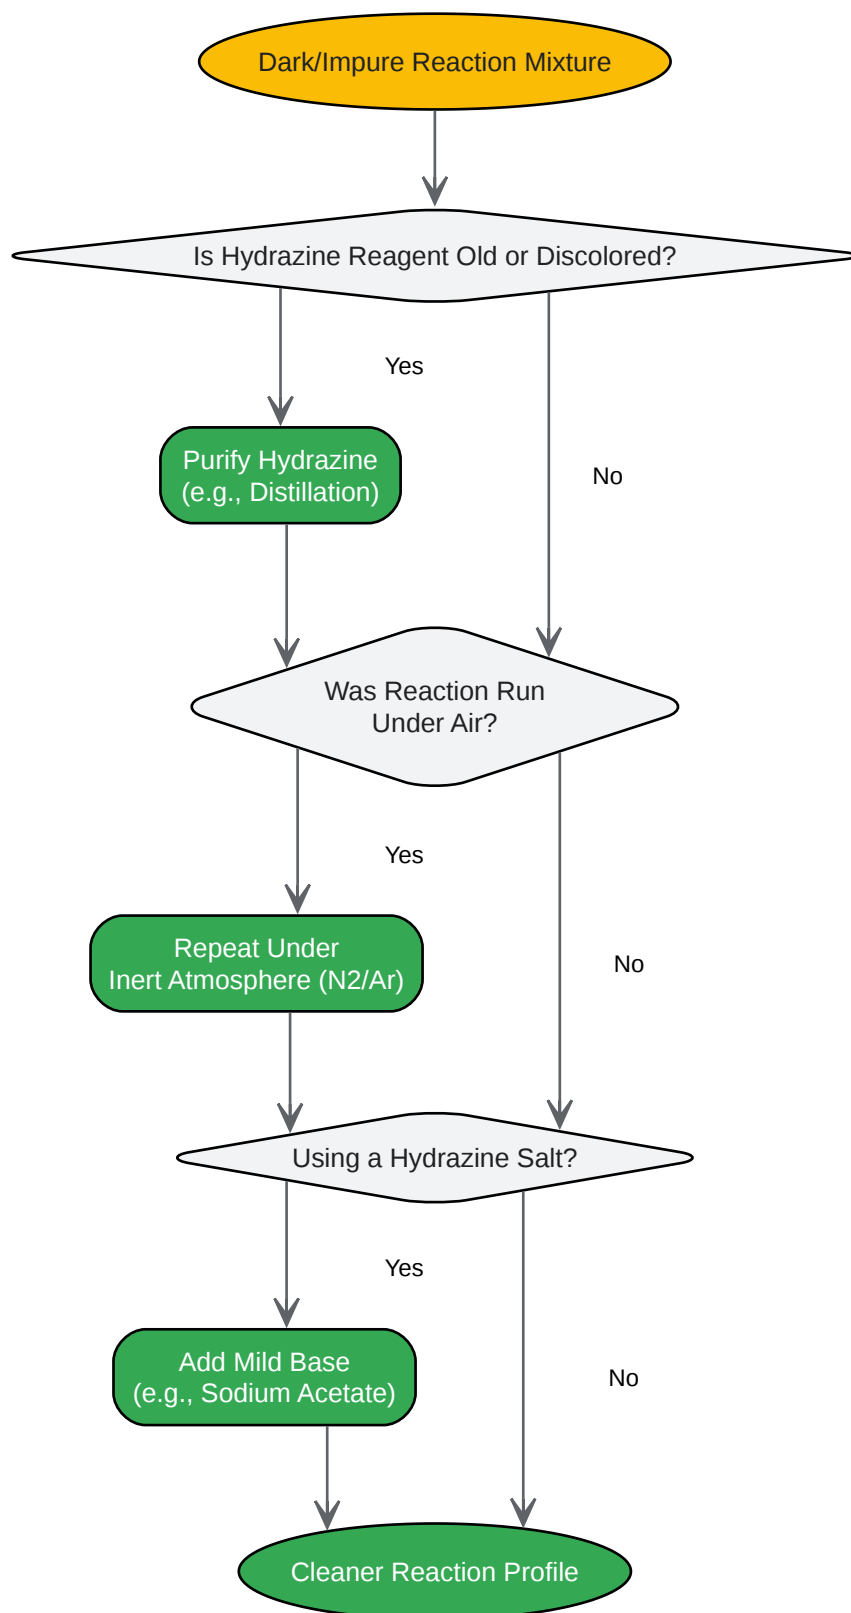 Dark/Impure Reaction Mixture
Is Hydrazine Reagent Old or Discolored?
Yes
Purify Hydrazine
(e.g., Distillation)
No
Was Reaction Run
Under Air?
Yes
Repeat Under
Inert Atmosphere (N2/Ar)
No
Using a Hydrazine Salt?
Yes
Add Mild Base
(e.g., Sodium Acetate)
No
Cleaner Reaction Profile